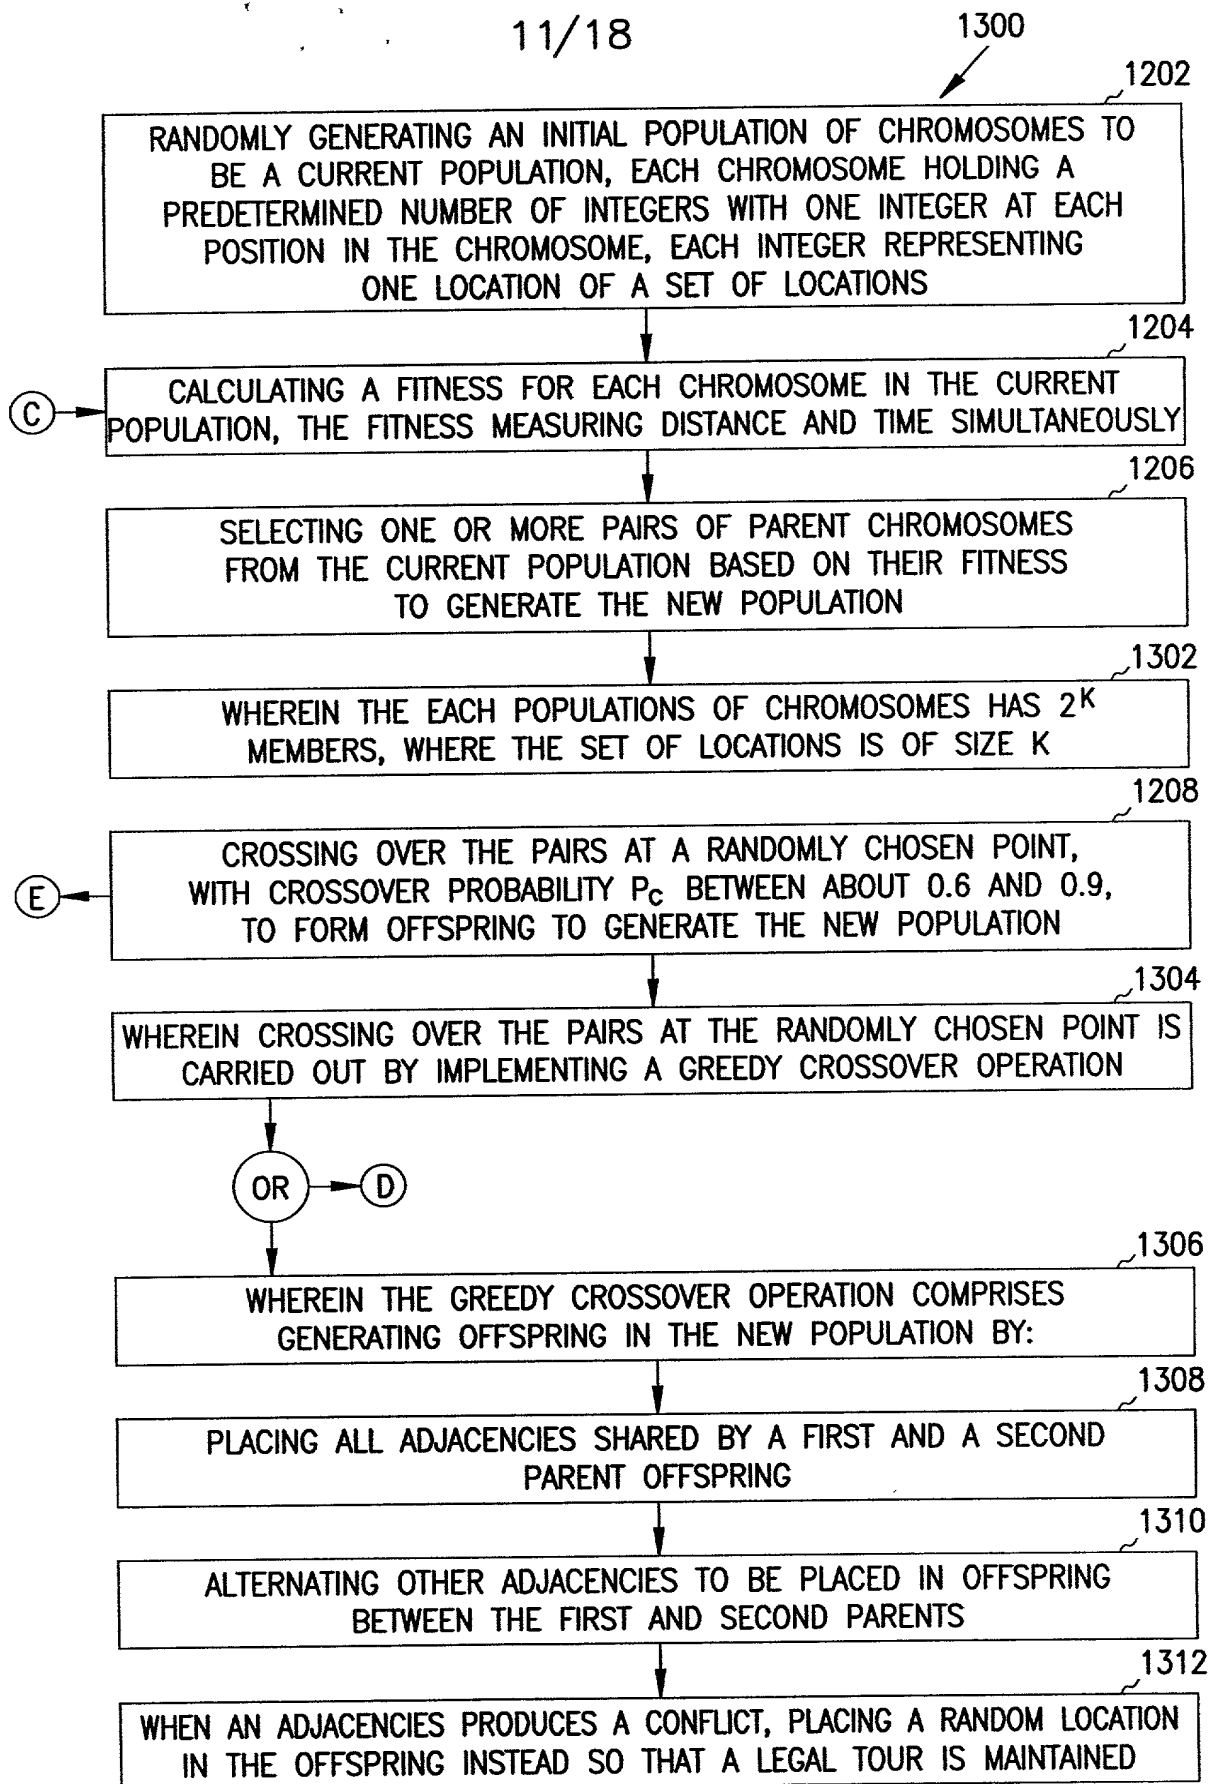 11/18
1300
1202
RANDOMLY GENERATING AN INITIAL POPULATION OF CHROMOSOMES TO
BE A CURRENT POPULATION, EACH CHROMOSOME HOLDING A
PREDETERMINED NUMBER OF INTEGERS WITH ONE INTEGER AT EACH
POSITION IN THE CHROMOSOME, EACH INTEGER REPRESENTING
ONE LOCATION OF A SET OF LOCATIONS
1204
C
CALCULATING A FITNESS FOR EACH CHROMOSOME IN THE CURRENT
POPULATION, THE FITNESS MEASURING DISTANCE AND TIME SIMULTANEOUSLY
1206
SELECTING ONE OR MORE PAIRS OF PARENT CHROMOSOMES
FROM THE CURRENT POPULATION BASED ON THEIR FITNESS
TO GENERATE THE NEW POPULATION
1302
WHEREIN THE EACH POPULATIONS OF CHROMOSOMES HAS 2^K
MEMBERS, WHERE THE SET OF LOCATIONS IS OF SIZE K
1208
E
CROSSING OVER THE PAIRS AT A RANDOMLY CHOSEN POINT,
WITH CROSSOVER PROBABILITY Pc BETWEEN ABOUT 0.6 AND 0.9,
TO FORM OFFSPRING TO GENERATE THE NEW POPULATION
1304
WHEREIN CROSSING OVER THE PAIRS AT THE RANDOMLY CHOSEN POINT IS
CARRIED OUT BY IMPLEMENTING A GREEDY CROSSOVER OPERATION
OR
D
1306
WHEREIN THE GREEDY CROSSOVER OPERATION COMPRISES
GENERATING OFFSPRING IN THE NEW POPULATION BY:
1308
PLACING ALL ADJACENCIES SHARED BY A FIRST AND A SECOND
PARENT OFFSPRING
1310
ALTERNATING OTHER ADJACENCIES TO BE PLACED IN OFFSPRING
BETWEEN THE FIRST AND SECOND PARENTS
1312
WHEN AN ADJACENCIES PRODUCES A CONFLICT, PLACING A RANDOM LOCATION
IN THE OFFSPRING INSTEAD SO THAT A LEGAL TOUR IS MAINTAINED